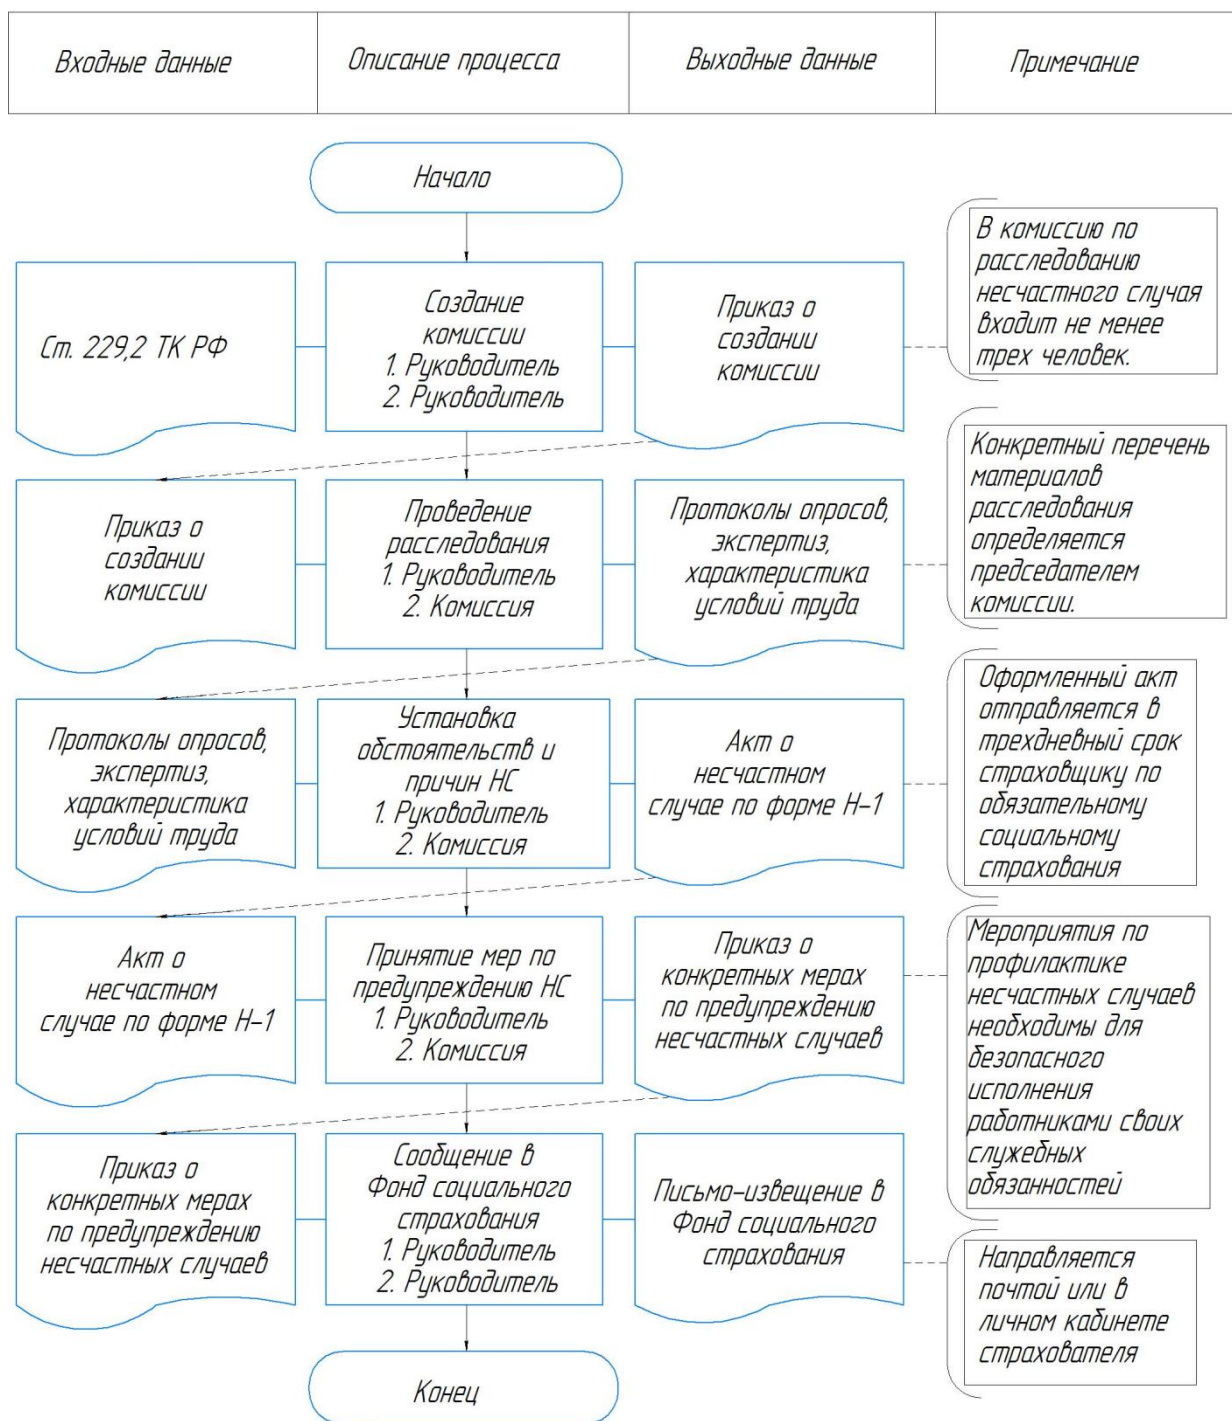 Входные данные
Описание процесса
Выходные данные
Примечание
Начало
Ст. 229,2 ТК РФ
Создание
комиссии
1. Руководитель
2. Руководитель
Приказ о
создании
комиссии
В комиссию по
расследованию
несчастного случая
входит не менее
трех человек.
Приказ о
создании
комиссии
Проведение
расследования
1. Руководитель
2. Комиссия
Протоколы опросов,
экспертиз,
характеристика
условий труда
Конкретный перечень
материалов
расследования
определяется
председателем
комиссии.
Протоколы опросов,
экспертиз,
характеристика
условий труда
Установка
обстоятельств и
причин НС
1. Руководитель
2. Комиссия
Акт о
несчастном
случае по форме Н-1
Оформленный акт
отправляется в
трехдневный срок
страховщику по
обязательному
социальному
страхования
Акт о
несчастном
случае по форме Н-1
Принятие мер по
предупреждению НС
1. Руководитель
2. Комиссия
Приказ о
конкретных мерах
по предупреждению
несчастных случаев
Мероприятия по
профилактике
несчастных случаев
необходимы для
безопасного
исполнения
работниками своих
служебных
обязанностей
Приказ о
конкретных мерах
по предупреждению
несчастных случаев
Сообщение в
Фонд социального
страхования
1. Руководитель
2. Руководитель
Письмо-извещение в
Фонд социального
страхования
Направляется
почтой или в
личном кабинете
страхователя
Конец